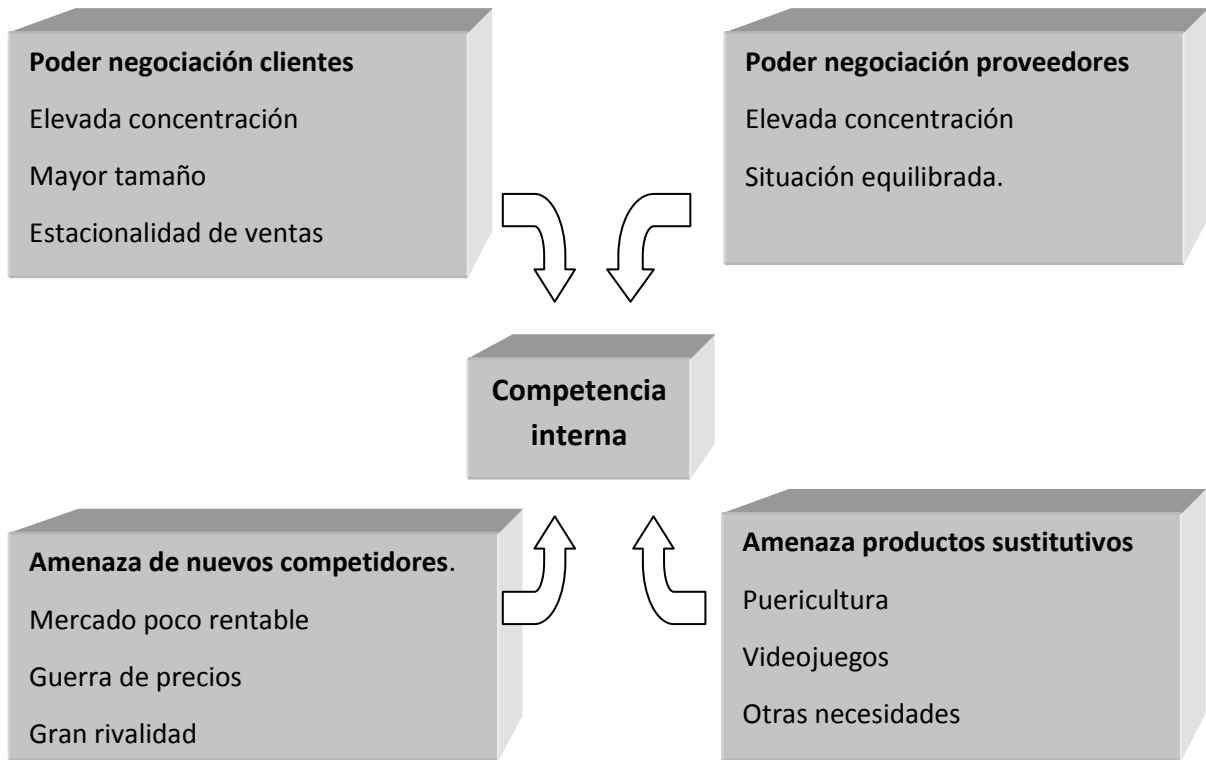 Poder negociación clientes
Elevada concentración
Mayor tamaño
Estacionalidad de ventas
Poder negociación proveedores
Elevada concentración
Situación equilibrada.
Competencia
interna
Amenaza de nuevos competidores.
Mercado poco rentable
Guerra de precios
Gran rivalidad
Amenaza productos sustitutivos
Puericultura
Videojuegos
Otras necesidades